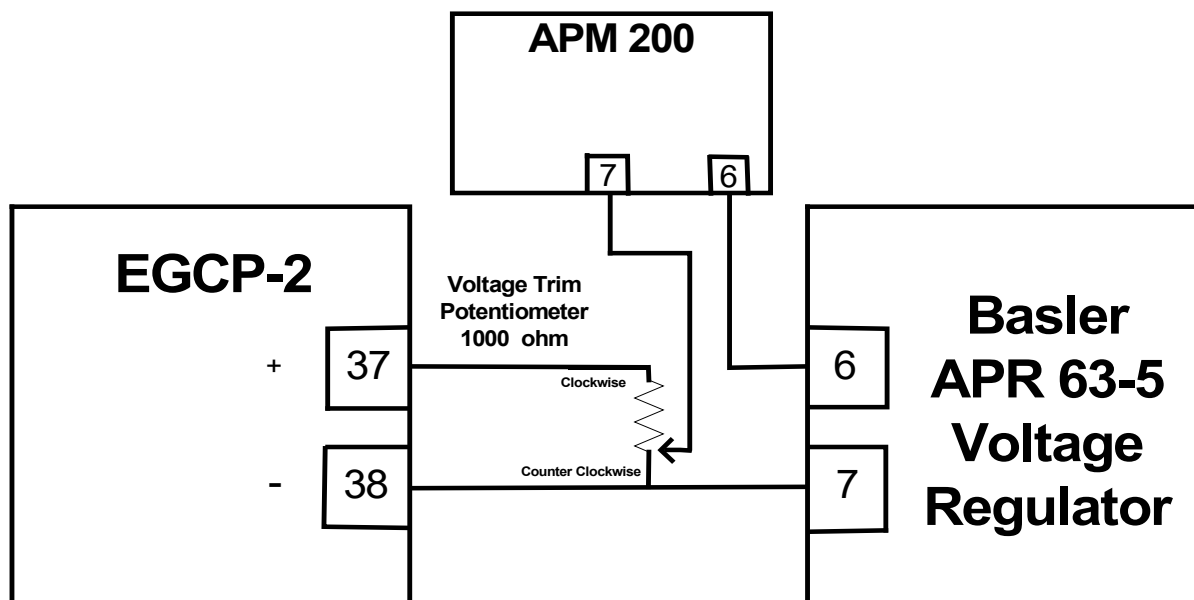 APM 200
7
6
EGCP-2
Voltage Trim
Potentiometer
1000 ohm
+
37
Clockwise
-
38
Counter Clockwise
6
7
Basler
APR 63-5
Voltage
Regulator